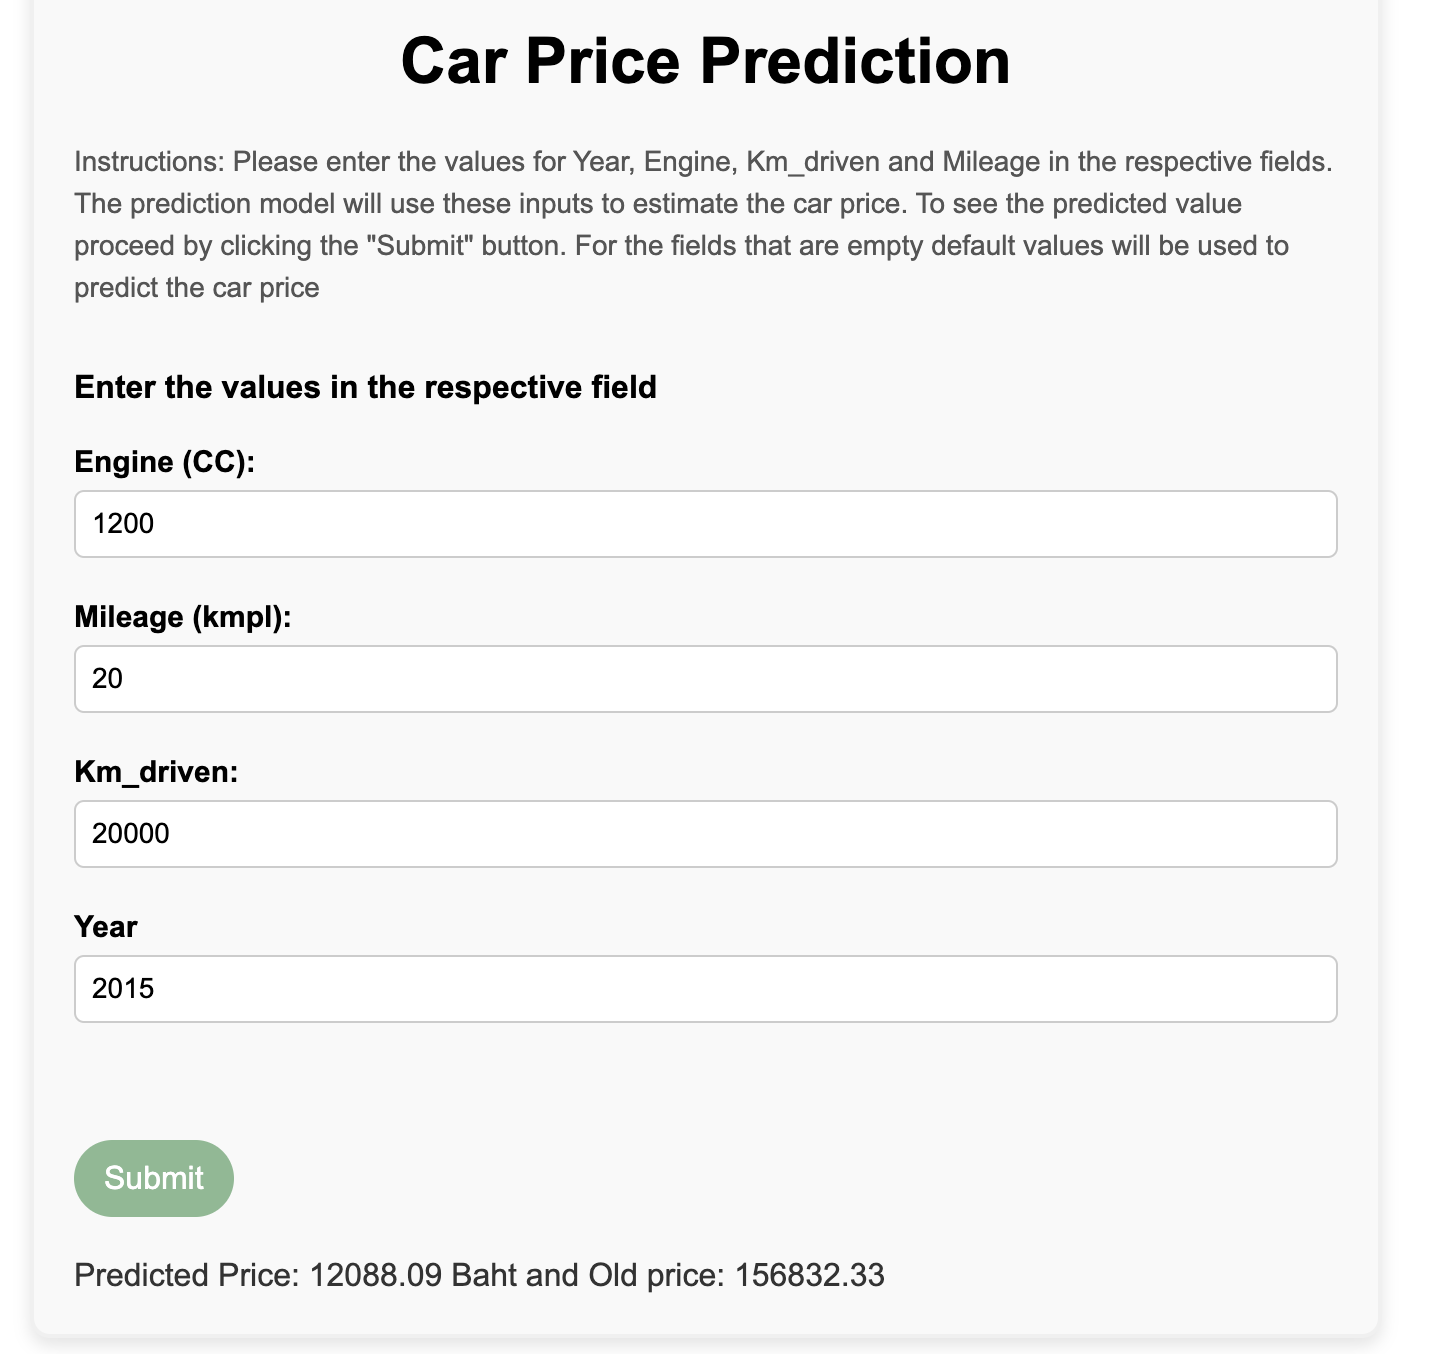 Car Price Prediction
Instructions: Please enter the values for Year, Engine, Km_driven and Mileage in the respective fields.
The prediction model will use these inputs to estimate the car price. To see the predicted value
proceed by clicking the "Submit" button. For the fields that are empty default values will be used to
predict the car price
Enter the values in the respective field
Engine (CC):
1200
Mileage (kmpl):
20
Km_driven:
20000
Year
2015
Submit
Predicted Price: 12088.09 Baht and Old price: 156832.33